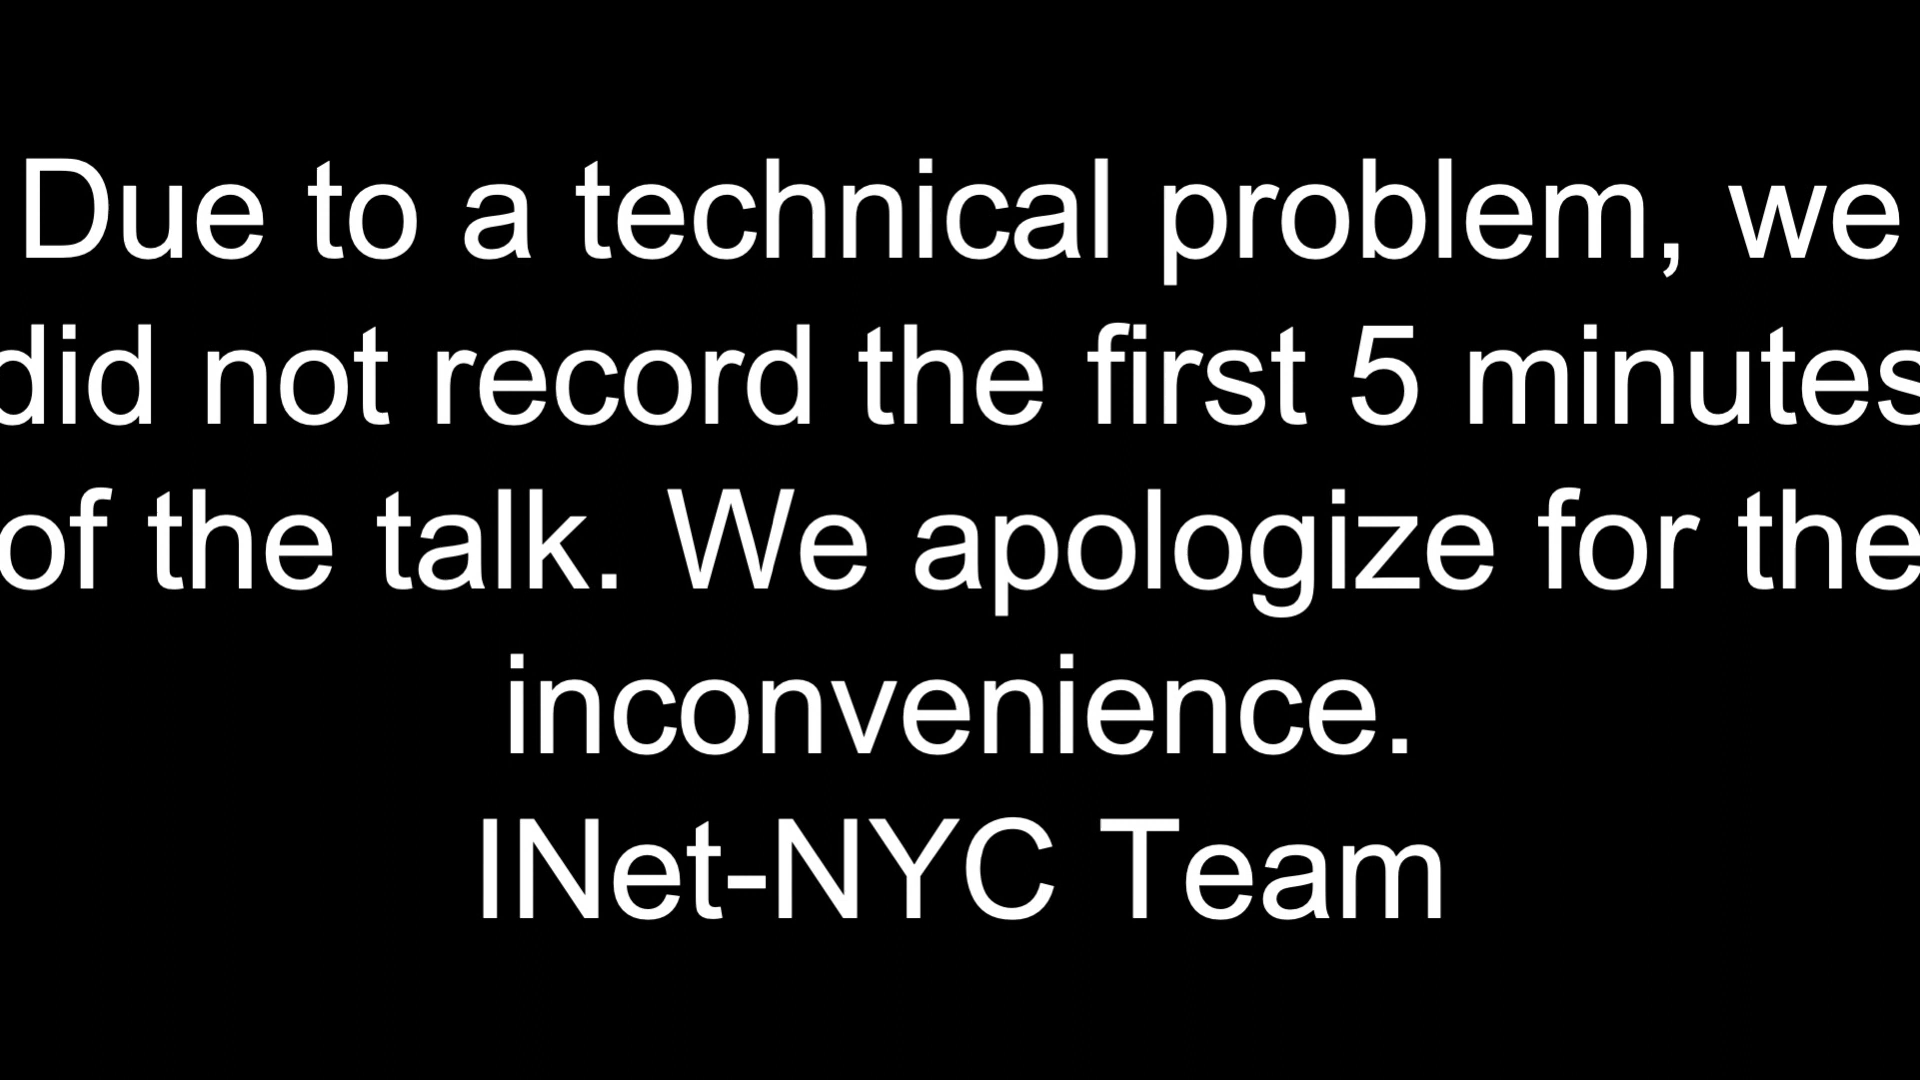 Due to a technical problem, we
did not record the first 5 minutes
of the talk. We apologize for the
inconvenience.
INet-NYC Team